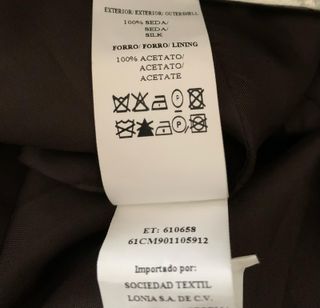 EXTERIOR/EXTERIOR/OUTERSHELL
100% SEDA/
SEDA/
SILK
FORRO/FORRO/LINING
100% ACETATO/
ACETATO/
ACETATE
P
P
ET: 610658
61CM901105912
Importado por:
SOCIEDAD TEXTIL
LONIA S.A. DE C.V.